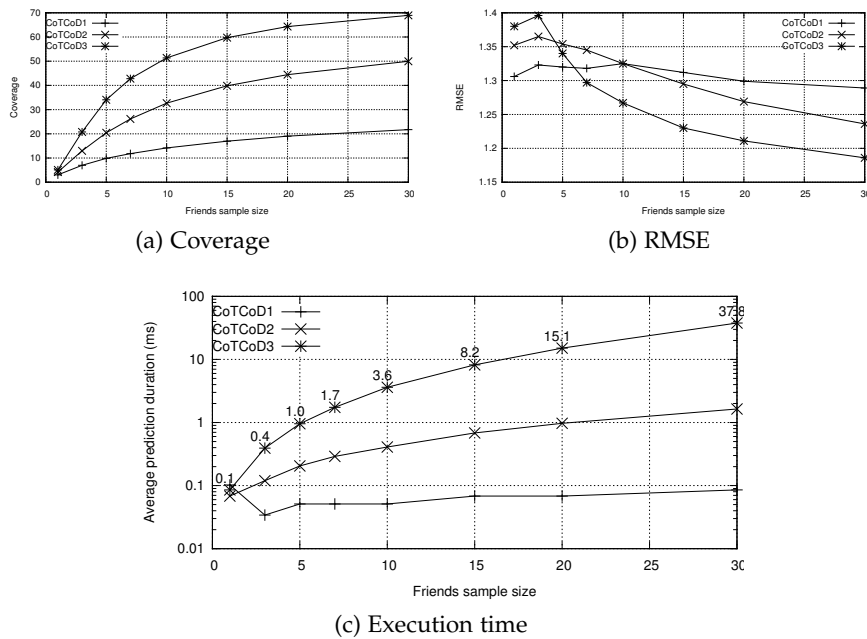 70
60
50
40
30
20
10
0
Coverage
CoTCoD1
CoTCoD2
CoTCoD3
0 5 10 15 20 25 30
Friends sample size
(a) Coverage
1.4
1.35
1.3
1.25
1.2
1.15
RMSE
CoTCoD1
CoTCoD2
CoTCoD3
0 5 10 15 20 25 30
Friends sample size
(b) RMSE
100
10
1
0.1
0.01
Average prediction duration (ms)
CoTCoD1
CoTCoD2
CoTCoD3
0.1
0.4
1.0
1.7
3.6
8.2
15.1
37.8
0 5 10 15 20 25 30
Friends sample size
(c) Execution time